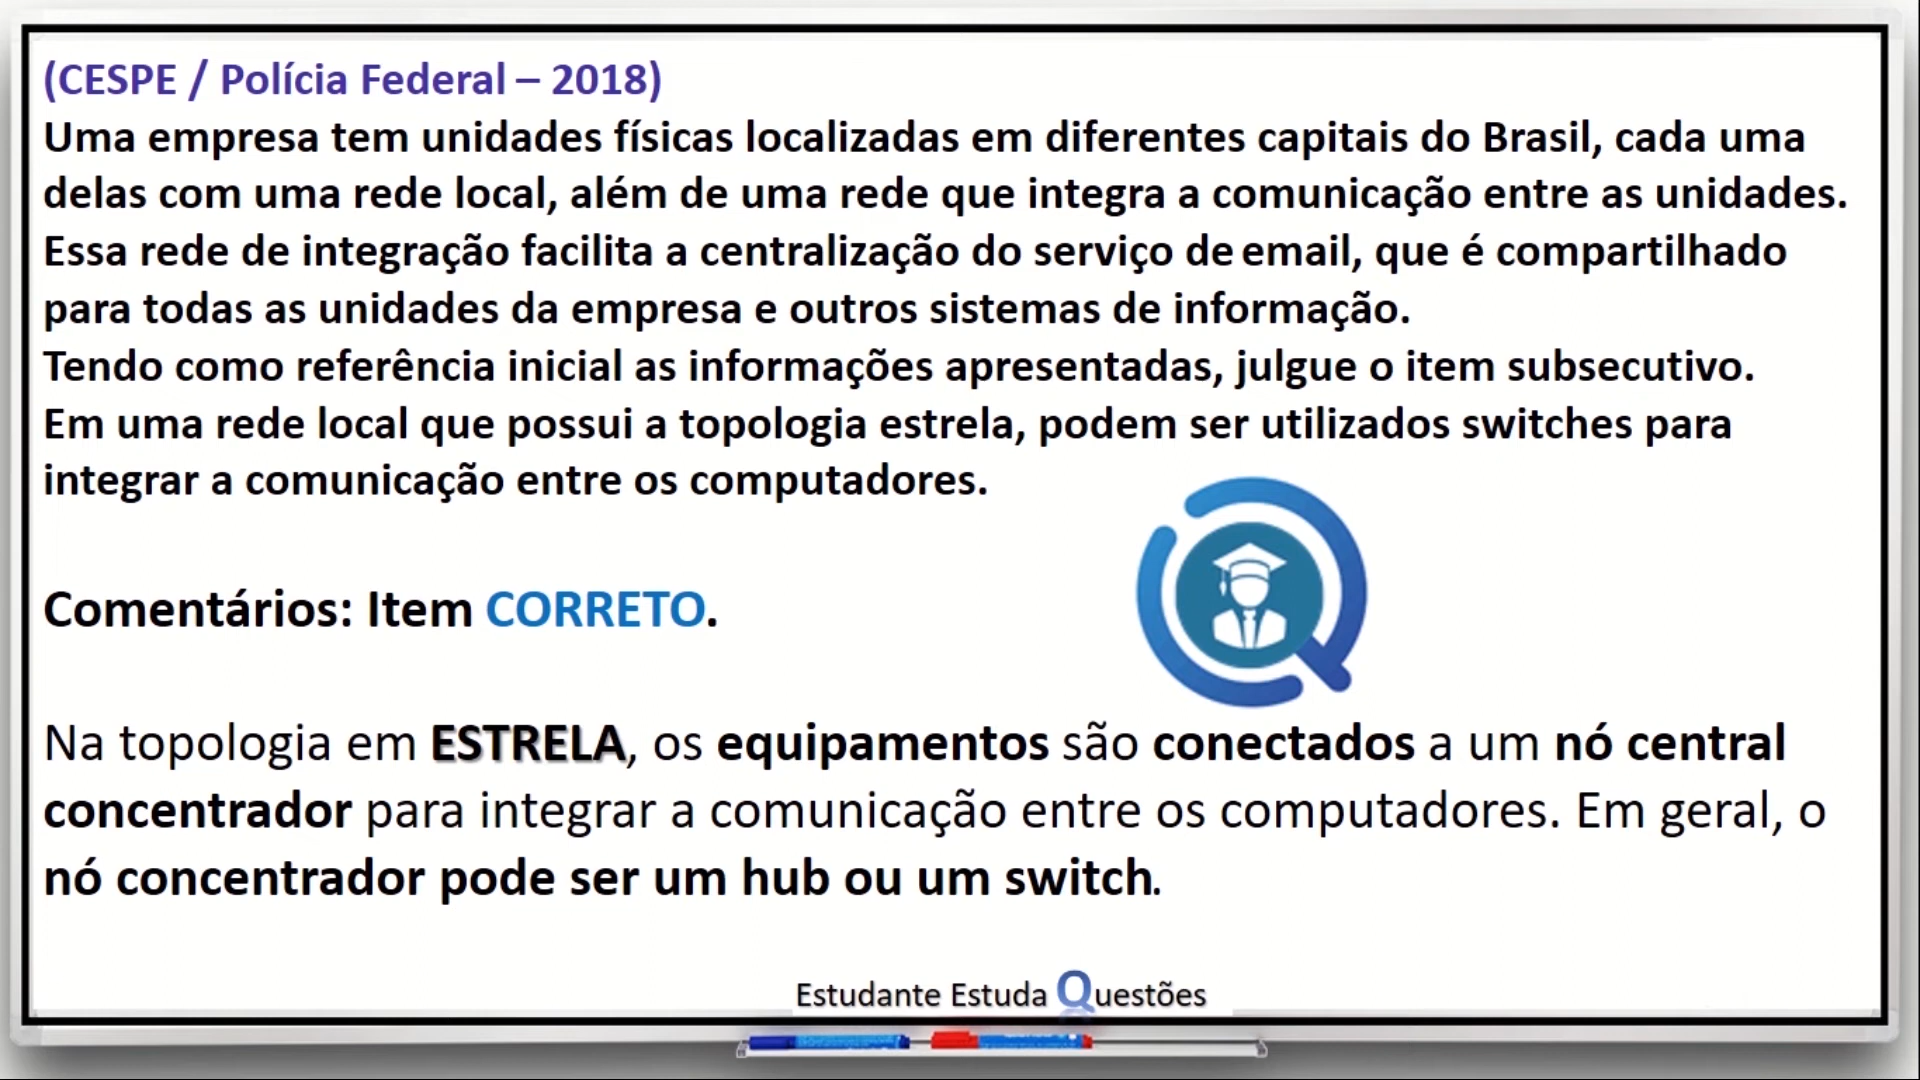 (CESPE / Polícia Federal – 2018)
Uma empresa tem unidades físicas localizadas em diferentes capitais do Brasil, cada uma
delas com uma rede local, além de uma rede que integra a comunicação entre as unidades.
Essa rede de integração facilita a centralização do serviço de email, que é compartilhado
para todas as unidades da empresa e outros sistemas de informação.
Tendo como referência inicial as informações apresentadas, julgue o item subsecutivo.
Em uma rede local que possui a topologia estrela, podem ser utilizados switches para
integrar a comunicação entre os computadores.
Comentários: Item CORRETO.
Na topologia em ESTRELA, os equipamentos são conectados a um nó central
concentrador para integrar a comunicação entre os computadores. Em geral, o
nó concentrador pode ser um hub ou um switch.
Estudante Estuda Questões